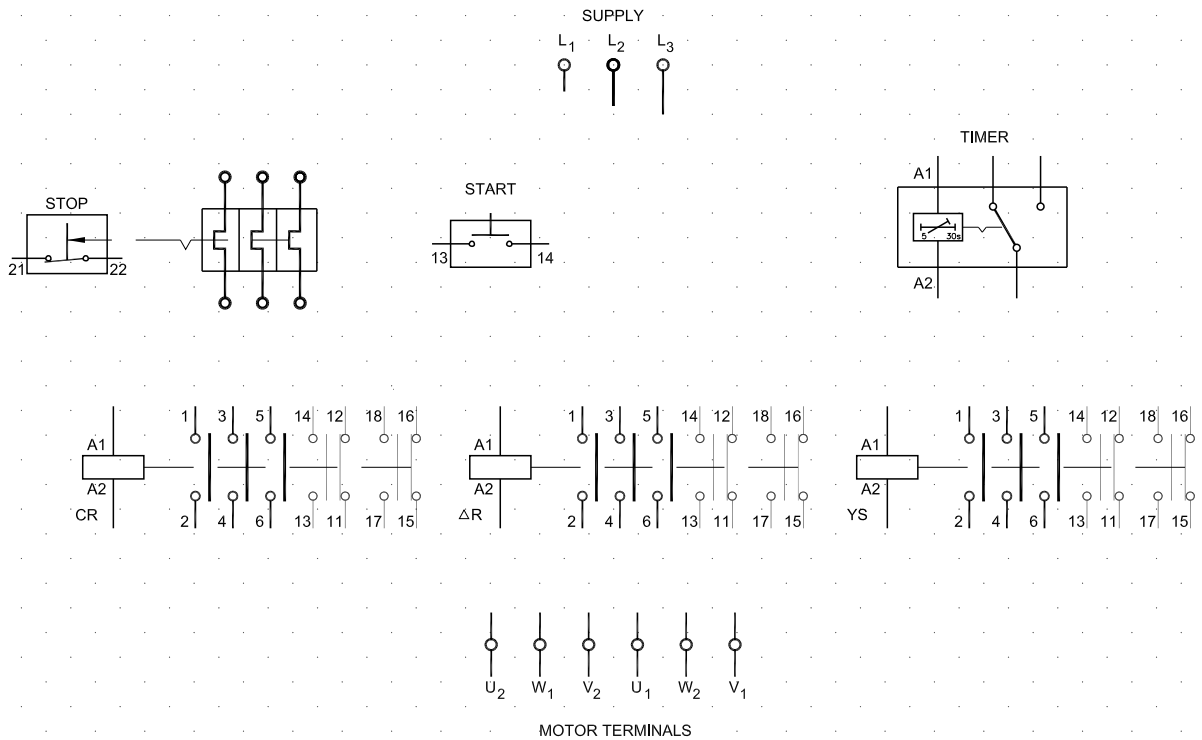 SUPPLY
L1 L2 L3
TIMER
A1
STOP
START
5 30s
21 22
13 14
A2
1 3 5 14 12 18 16
1 3 5 14 12 18 16
1 3 5 14 12 18 16
A1 A1 A1
A2 A2 A2
CR △R YS
2 4 6 13 11 17 15
2 4 6 13 11 17 15
2 4 6 13 11 17 15
U2 W1 V2 U1 W2 V1
MOTOR TERMINALS